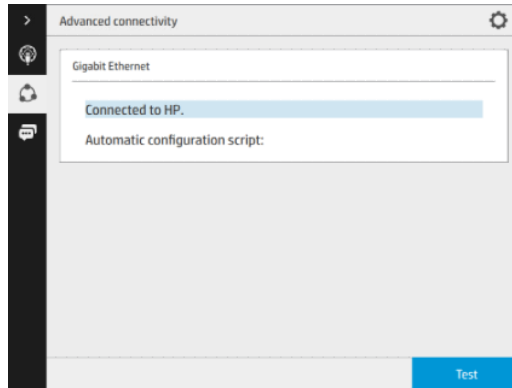 Advanced connectivity
Gigabit Ethernet
Connected to HP.
Automatic configuration script:
Test